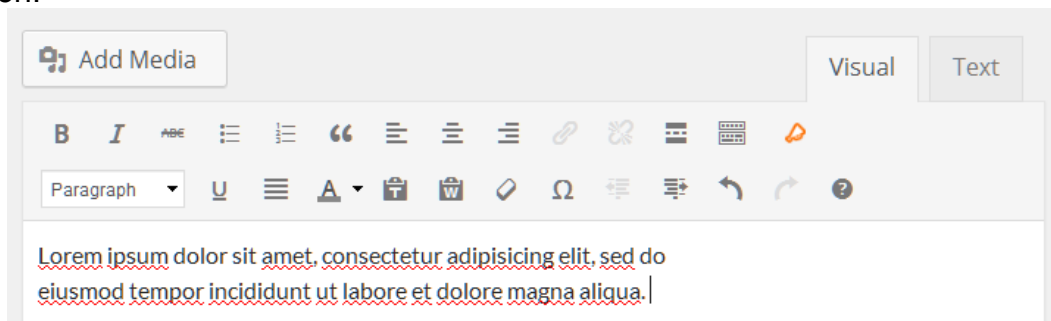 Add Media
Visual Text
B I ABE
Paragraph U A T W Ω ?
Lorem ipsum dolor sit amet, consectetur adipisicing elit, sed do
eiusmod tempor incididunt ut labore et dolore magna aliqua.